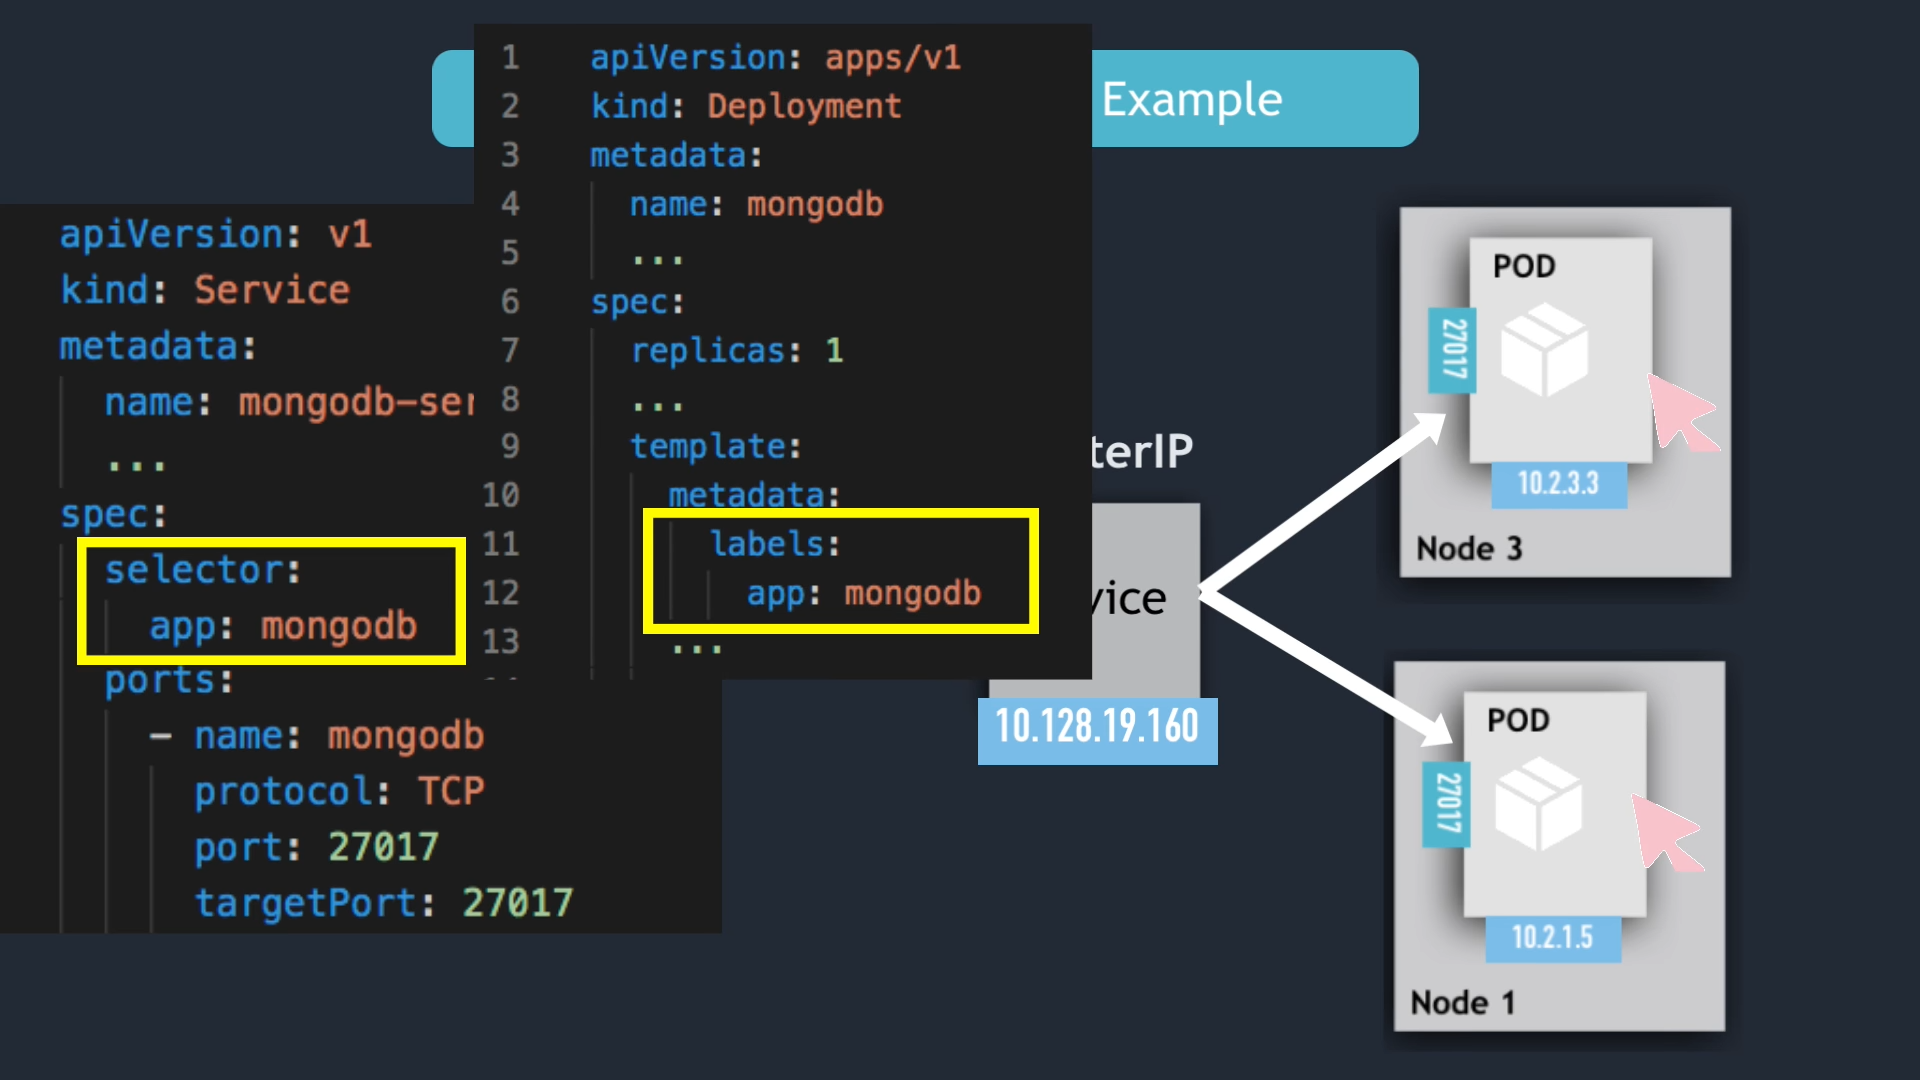 Example
apiVersion: v1
kind: Service
metadata:
name: mongodb-ser
...
spec:
selector:
app: mongodb
ports:
- name: mongodb
protocol: TCP
port: 27017
targetPort: 27017
1 apiVersion: apps/v1
2 kind: Deployment
3 metadata:
4 name: mongodb
5 ...
6 spec:
7 replicas: 1
8 ...
9 template:
10 metadata:
11 labels:
12 app: mongodb
13 ...
terIP
vice
10.128.19.160
POD
27017
10.2.3.3
Node 3
POD
27017
10.2.1.5
Node 1